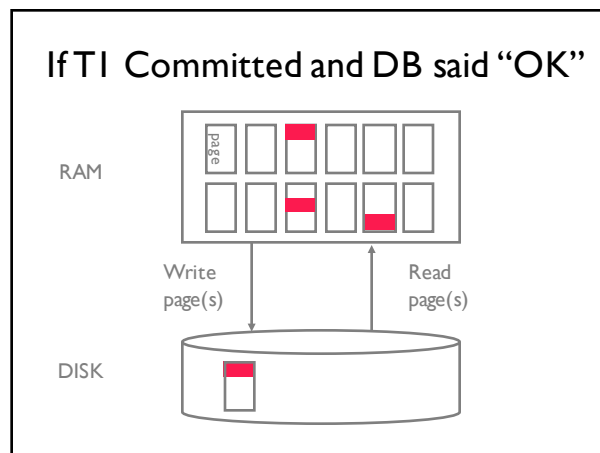 If T1 Committed and DB said “OK”
page
RAM
Write
page(s)
Read
page(s)
DISK